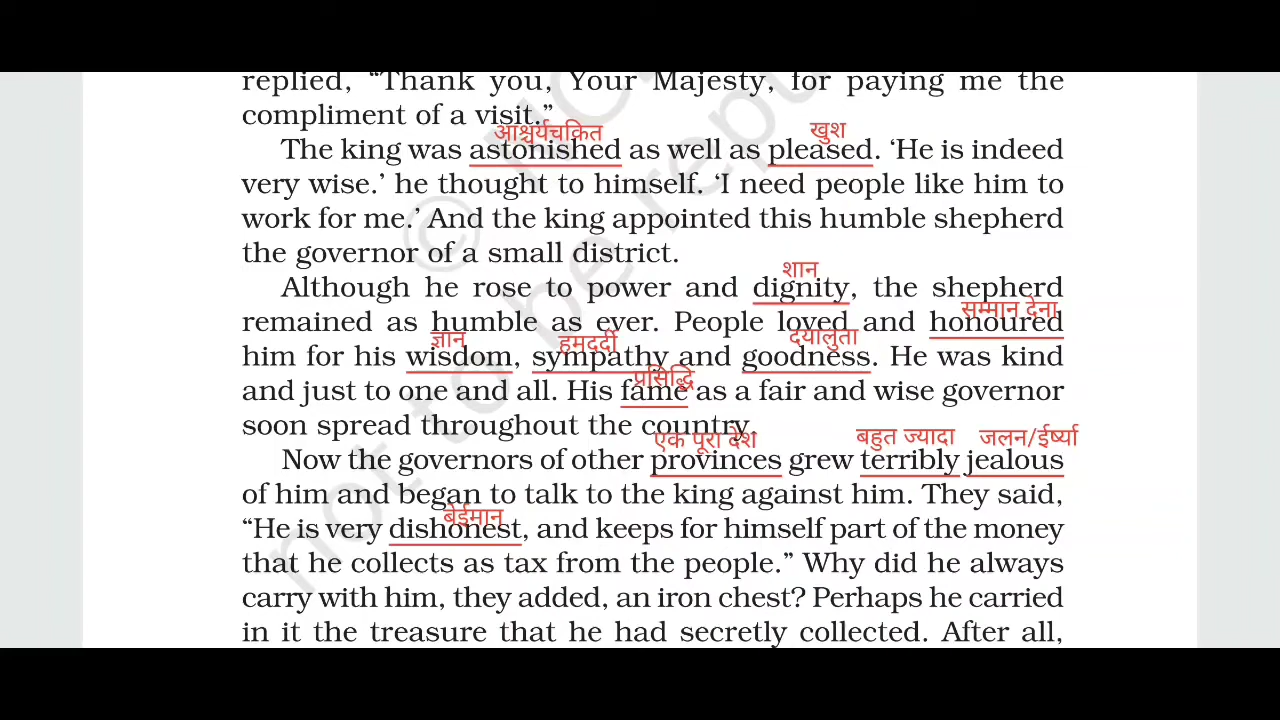 replied, “Thank you, Your Majesty, for paying me the
compliment of a visit.”
आश्चर्यचकित खुश
The king was astonished as well as pleased. ‘He is indeed
very wise.’ he thought to himself. ‘I need people like him to
work for me.’ And the king appointed this humble shepherd
the governor of a small district.
शान
Although he rose to power and dignity, the shepherd
सम्मान देना
remained as humble as ever. People loved and honoured
ज्ञान हमदर्दी दयालुता
him for his wisdom, sympathy and goodness. He was kind
प्रसिद्धि
and just to one and all. His fame as a fair and wise governor
soon spread throughout the country.
एक पूरा देश बहुत ज्यादा जलन/ईर्ष्या
Now the governors of other provinces grew terribly jealous
of him and began to talk to the king against him. They said,
बेईमान
“He is very dishonest, and keeps for himself part of the money
that he collects as tax from the people.” Why did he always
carry with him, they added, an iron chest? Perhaps he carried
in it the treasure that he had secretly collected. After all,
not to be rep
©